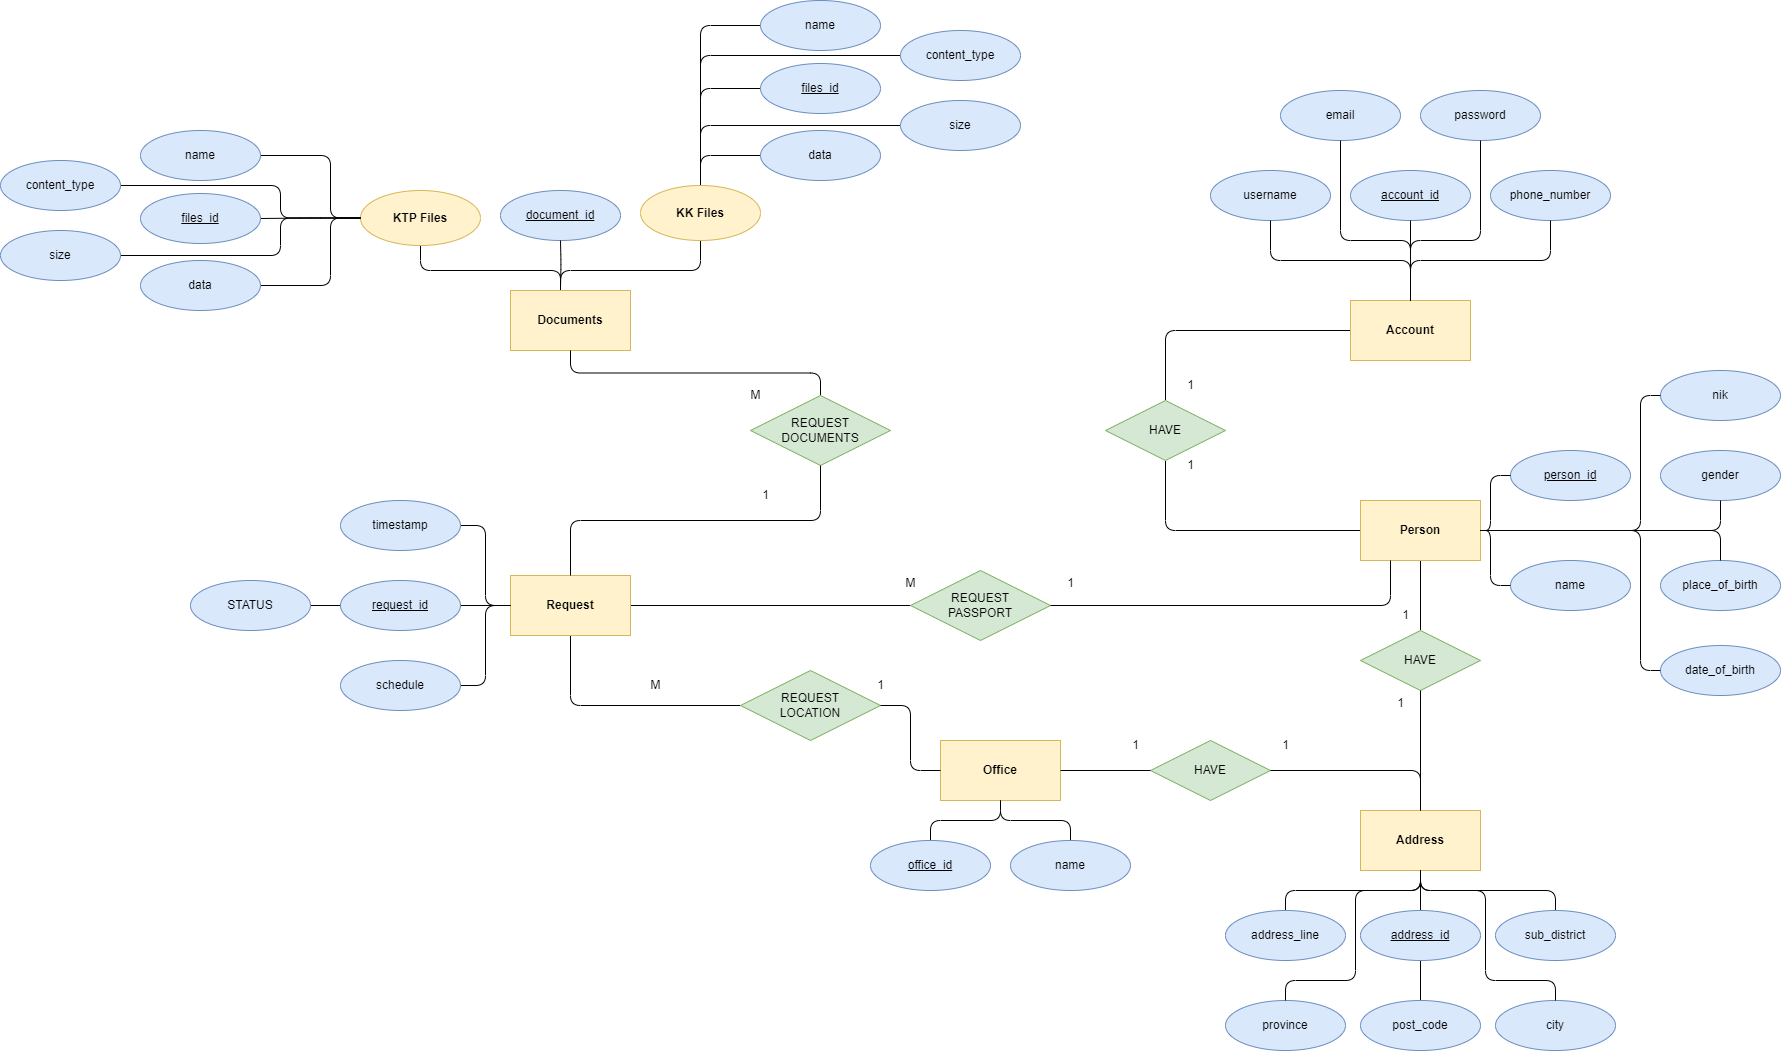 name
content_type
files_id
size
data
name
content_type
files_id
size
data
KTP Files
document_id
KK Files
Documents
email
password
username
account_id
phone_number
Account
M
REQUEST
DOCUMENTS
1
1
HAVE
1
nik
person_id
gender
Person
name
place_of_birth
date_of_birth
timestamp
STATUS
request_id
Request
schedule
M
REQUEST
PASSPORT
1
1
HAVE
1
M
REQUEST
LOCATION
1
Office
1
HAVE
1
office_id
name
Address
address_line
address_id
sub_district
province
post_code
city